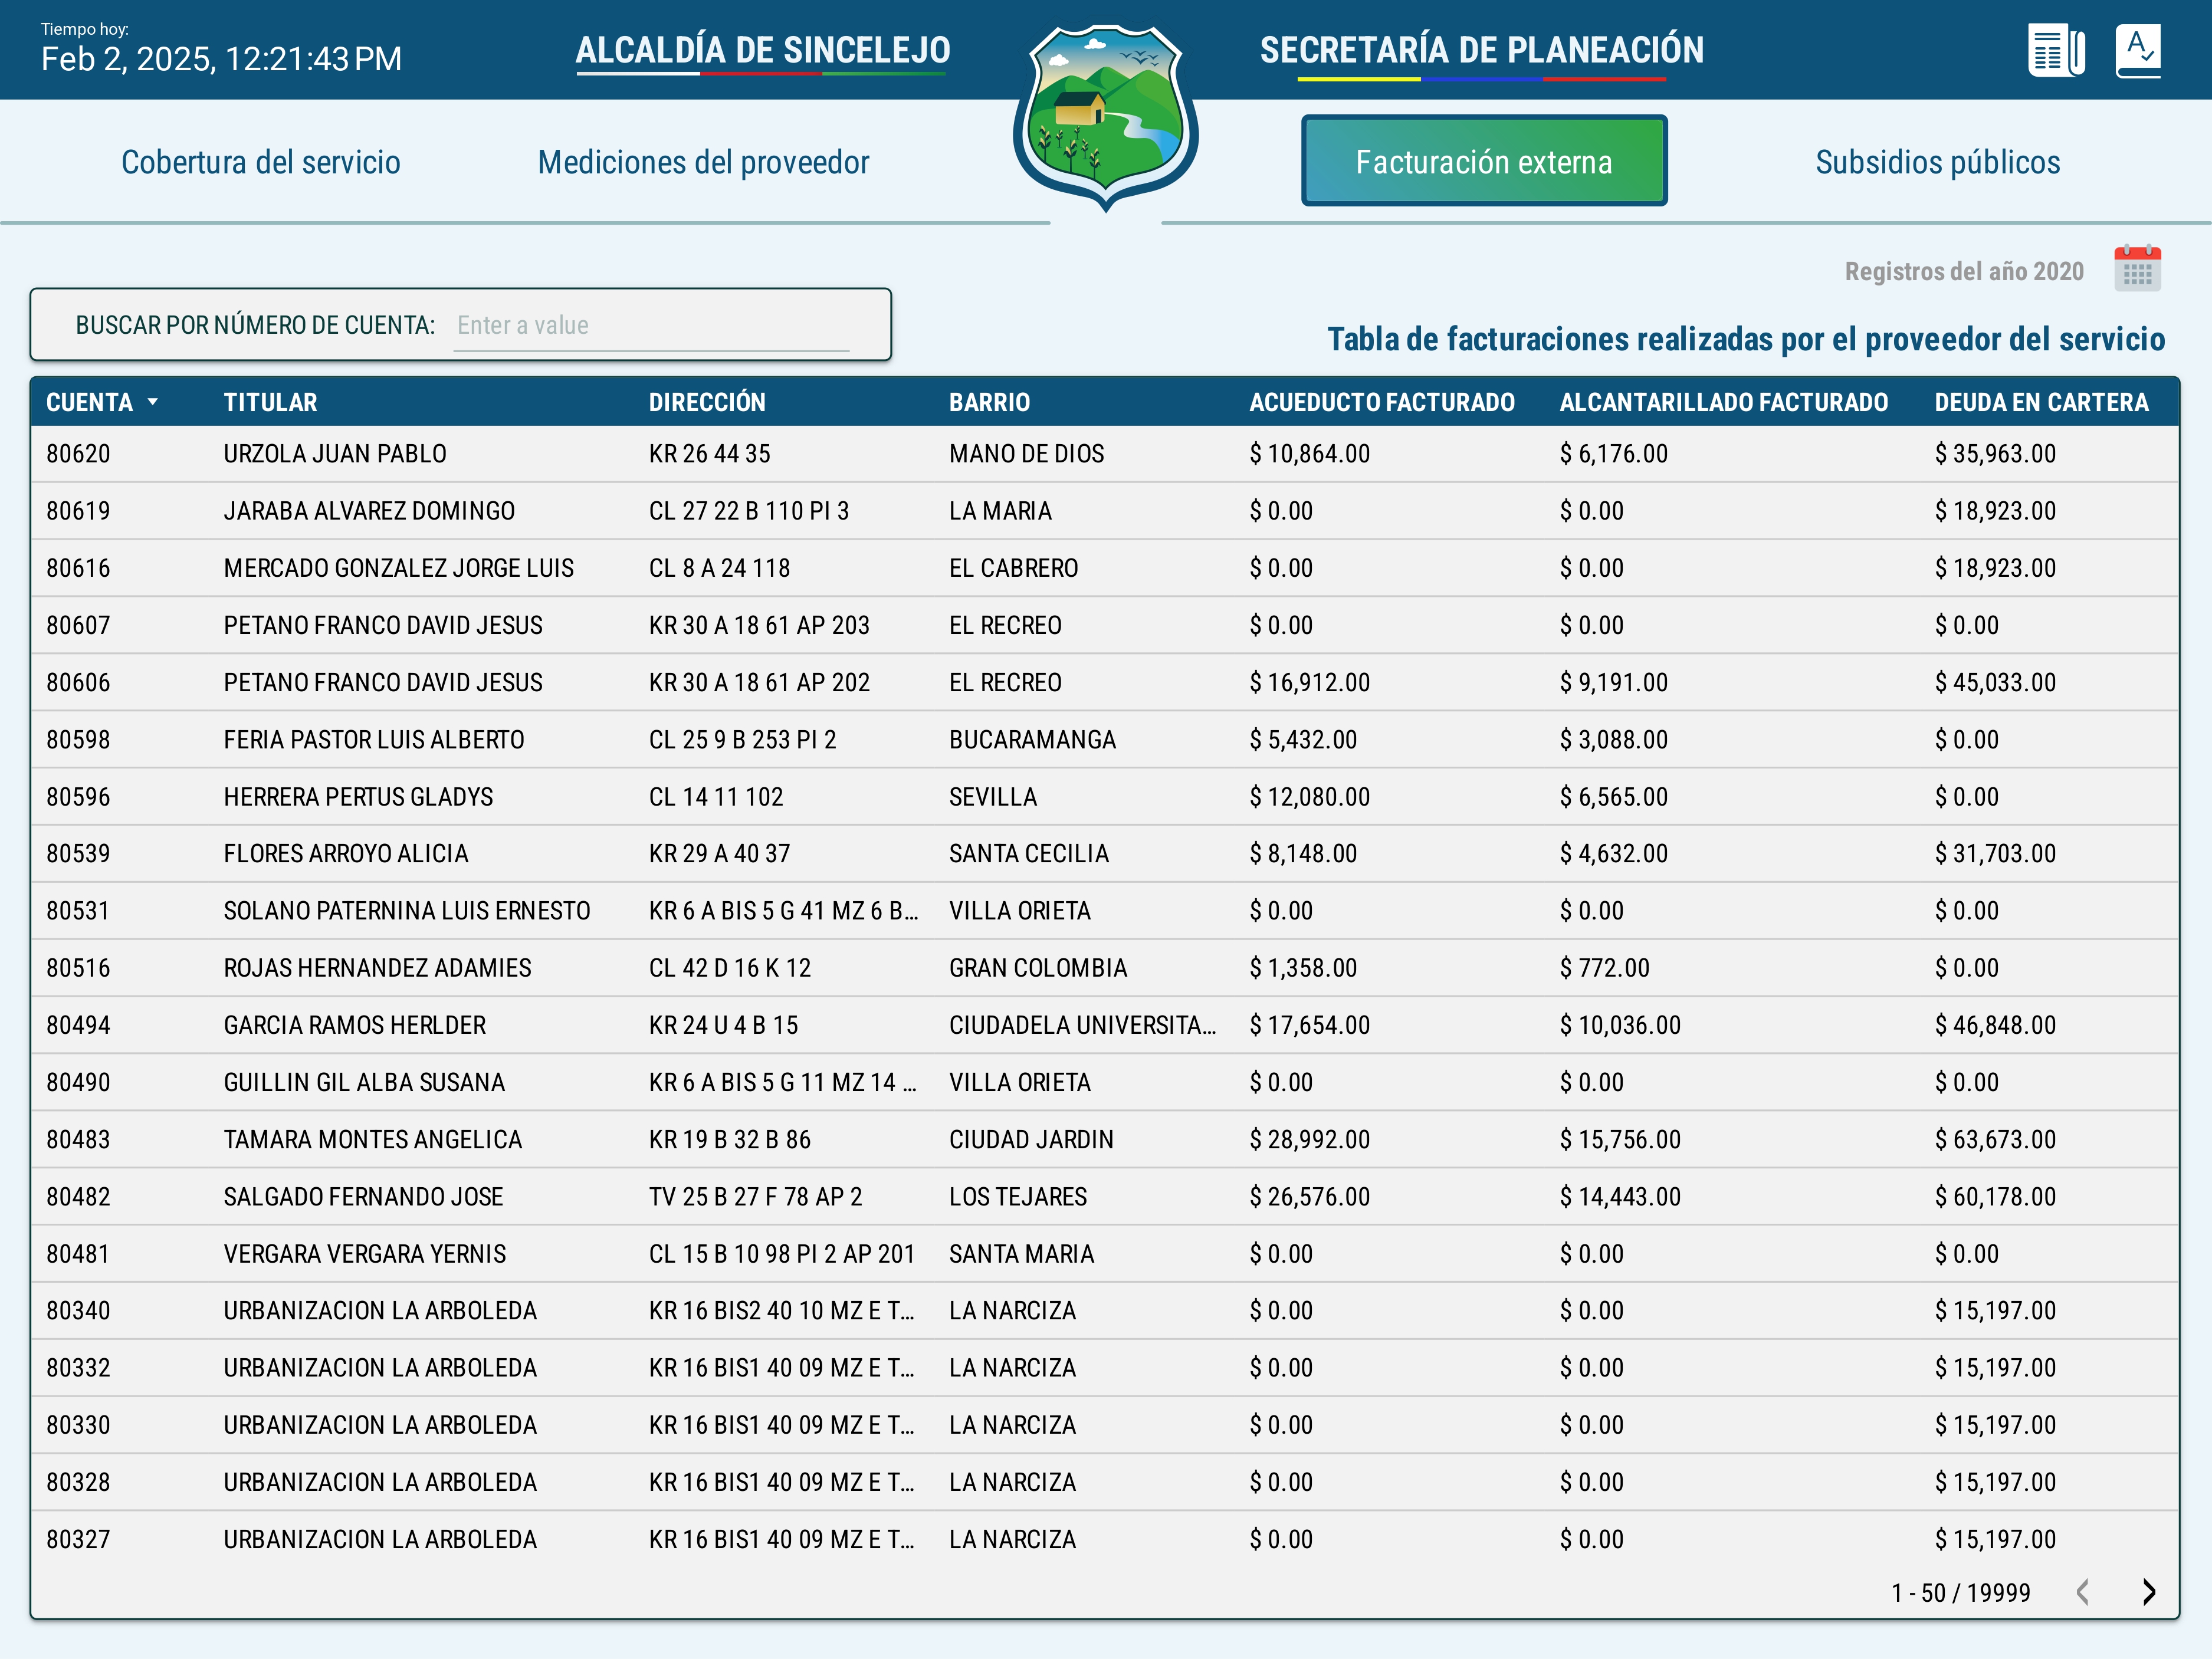 Tiempo hoy:
Feb 2, 2025, 12:21:43 PM
ALCALDÍA DE SINCELEJO
SECRETARÍA DE PLANEACIÓN
A
Cobertura del servicio
Mediciones del proveedor
Facturación externa
Subsidios públicos
Registros del año 2020
BUSCAR POR NÚMERO DE CUENTA: Enter a value
Tabla de facturaciones realizadas por el proveedor del servicio
CUENTA TITULAR DIRECCIÓN BARRIO ACUEDUCTO FACTURADO ALCANTARILLADO FACTURADO DEUDA EN CARTERA
80620 URZOLA JUAN PABLO KR 26 44 35 MANO DE DIOS $ 10,864.00 $ 6,176.00 $ 35,963.00
80619 JARABA ALVAREZ DOMINGO CL 27 22 B 110 PI 3 LA MARIA $ 0.00 $ 0.00 $ 18,923.00
80616 MERCADO GONZALEZ JORGE LUIS CL 8 A 24 118 EL CABRERO $ 0.00 $ 0.00 $ 18,923.00
80607 PETANO FRANCO DAVID JESUS KR 30 A 18 61 AP 203 EL RECREO $ 0.00 $ 0.00 $ 0.00
80606 PETANO FRANCO DAVID JESUS KR 30 A 18 61 AP 202 EL RECREO $ 16,912.00 $ 9,191.00 $ 45,033.00
80598 FERIA PASTOR LUIS ALBERTO CL 25 9 B 253 PI 2 BUCARAMANGA $ 5,432.00 $ 3,088.00 $ 0.00
80596 HERRERA PERTUS GLADYS CL 14 11 102 SEVILLA $ 12,080.00 $ 6,565.00 $ 0.00
80539 FLORES ARROYO ALICIA KR 29 A 40 37 SANTA CECILIA $ 8,148.00 $ 4,632.00 $ 31,703.00
80531 SOLANO PATERNINA LUIS ERNESTO KR 6 A BIS 5 G 41 MZ 6 B... VILLA ORIETA $ 0.00 $ 0.00 $ 0.00
80516 ROJAS HERNANDEZ ADAMIES CL 42 D 16 K 12 GRAN COLOMBIA $ 1,358.00 $ 772.00 $ 0.00
80494 GARCIA RAMOS HERLDER KR 24 U 4 B 15 CIUDADELA UNIVERSITA... $ 17,654.00 $ 10,036.00 $ 46,848.00
80490 GUILLIN GIL ALBA SUSANA KR 6 A BIS 5 G 11 MZ 14 ... VILLA ORIETA $ 0.00 $ 0.00 $ 0.00
80483 TAMARA MONTES ANGELICA KR 19 B 32 B 86 CIUDAD JARDIN $ 28,992.00 $ 15,756.00 $ 63,673.00
80482 SALGADO FERNANDO JOSE TV 25 B 27 F 78 AP 2 LOS TEJARES $ 26,576.00 $ 14,443.00 $ 60,178.00
80481 VERGARA VERGARA YERNIS CL 15 B 10 98 PI 2 AP 201 SANTA MARIA $ 0.00 $ 0.00 $ 0.00
80340 URBANIZACION LA ARBOLEDA KR 16 BIS2 40 10 MZ E T... LA NARCIZA $ 0.00 $ 0.00 $ 15,197.00
80332 URBANIZACION LA ARBOLEDA KR 16 BIS1 40 09 MZ E T... LA NARCIZA $ 0.00 $ 0.00 $ 15,197.00
80330 URBANIZACION LA ARBOLEDA KR 16 BIS1 40 09 MZ E T... LA NARCIZA $ 0.00 $ 0.00 $ 15,197.00
80328 URBANIZACION LA ARBOLEDA KR 16 BIS1 40 09 MZ E T... LA NARCIZA $ 0.00 $ 0.00 $ 15,197.00
80327 URBANIZACION LA ARBOLEDA KR 16 BIS1 40 09 MZ E T... LA NARCIZA $ 0.00 $ 0.00 $ 15,197.00
1 - 50 / 19999